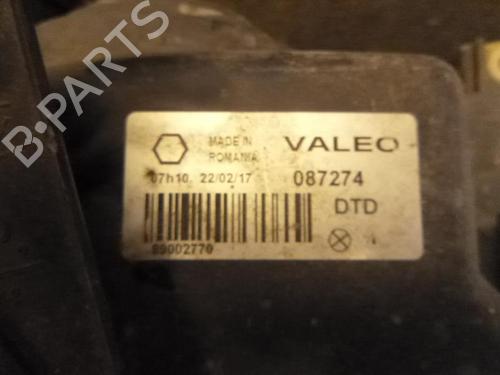 B-PARTS
MADE IN
ROMANIA
VALEO
07h10 22/02/17
087274
DTD
89002770